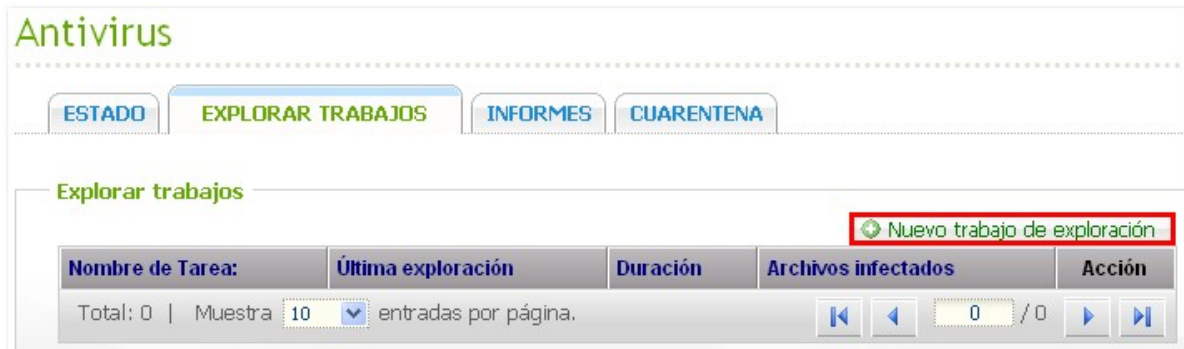 Antivirus
ESTADO EXPLORAR TRABAJOS INFORMES CUARENTENA
Explorar trabajos
Nuevo trabajo de exploración
Nombre de Tarea: Última exploración Duración Archivos infectados Acción
Total: 0 | Muestra 10 entradas por página. 0 / 0